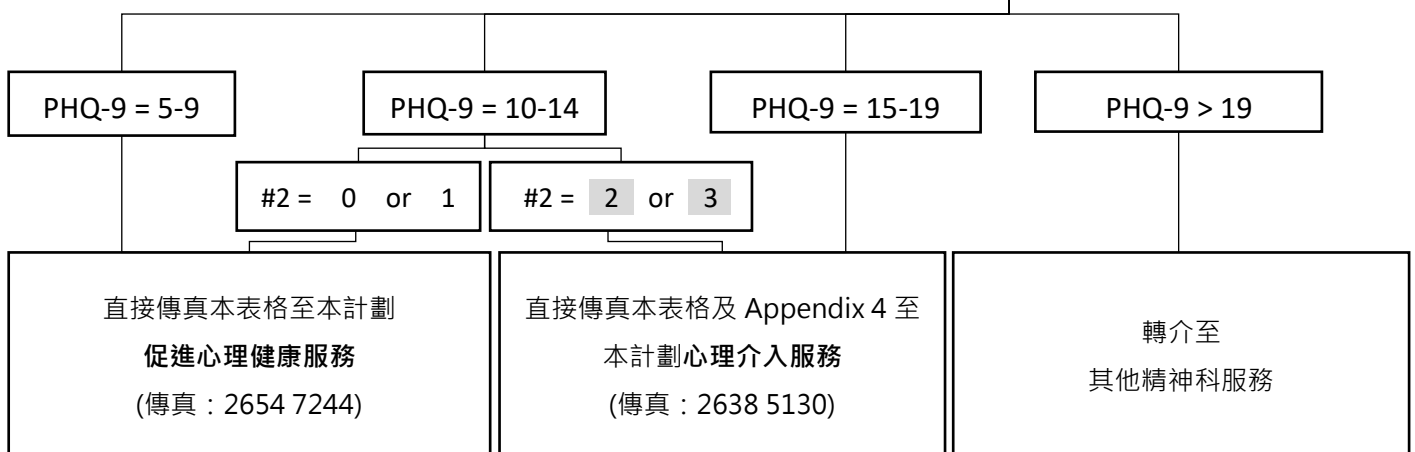 PHQ-9 = 5-9
PHQ-9 = 10-14
PHQ-9 = 15-19
PHQ-9 > 19
#2 = 0 or 1
#2 = 2 or 3
直接傳真本表格至本計劃
促進心理健康服務
(傳真：2654 7244)
直接傳真本表格及 Appendix 4 至
本計劃心理介入服務
(傳真：2638 5130)
轉介至
其他精神科服務